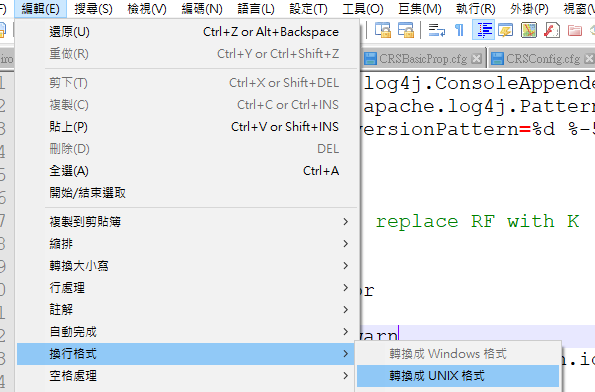 編輯(E) 搜尋(S) 檢視(V) 編碼(N) 語言(L) 設定(T) 工具(O) 巨集(M) 執行(R) 外掛(P) 視窗(
CRSBasicProp.cfg CRSConfig.cfg
還原(U) Ctrl+Z or Alt+Backspace
重做(R) Ctrl+Y or Ctrl+Shift+Z
剪下(T) Ctrl+X or Shift+DEL
log4j.ConsoleAppende
複製(C) Ctrl+C or Ctrl+INS
apache.log4j.Pattern
貼上(P) Ctrl+V or Shift+INS
versionPattern=%d %-5
刪除(D) DEL
全選(A) Ctrl+A
開始/結束選取
複製到剪貼簿
replace RF with K
縮排
轉換大小寫
行處理
or
註解
自動完成
warn
換行格式
轉換成 Windows 格式
空格處理
轉換成 UNIX 格式